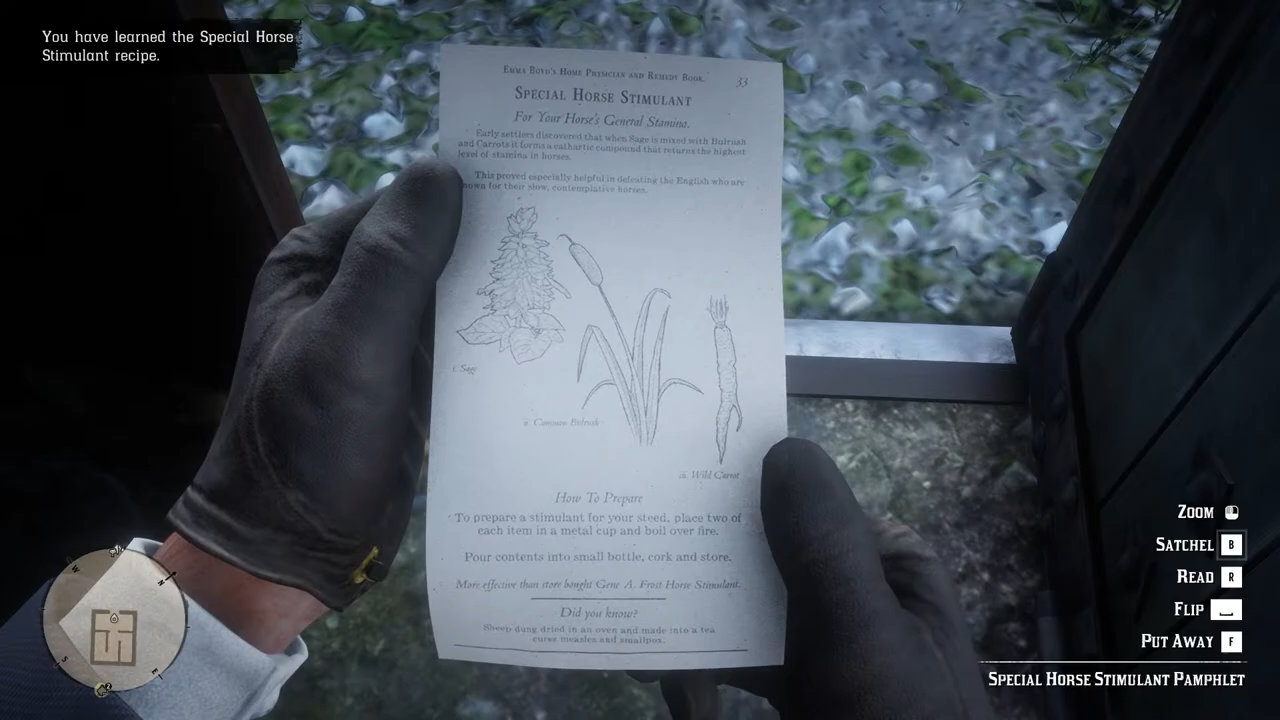 You have learned the Special Horse
Stimulant recipe.
Emma Boyd's Home Physician and Remedy Book.
33
Special Horse Stimulant
For Your Horse's General Stamina.
Early settlers discovered that when Sage is mixed with Bulrush
and Carrots it forms a cathartic compound that returns the highest
level of stamina in horses.
This proved especially helpful in defeating the English who are
known for their slow, contemplative horses.
i. Sage
ii. Common Bulrush
iii. Wild Carrot
How To Prepare
To prepare a stimulant for your steed, place two of
each item in a metal cup and boil over fire.
Pour contents into small bottle, cork and store.
More effective than store bought Gene A. Frost Horse Stimulant.
Did you know?
Sheep dung dried in an oven and made into a tea
cures measles and smallpox.
W
N
S
E
Zoom
Satchel B
Read R
Flip
Put Away F
Special Horse Stimulant Pamphlet